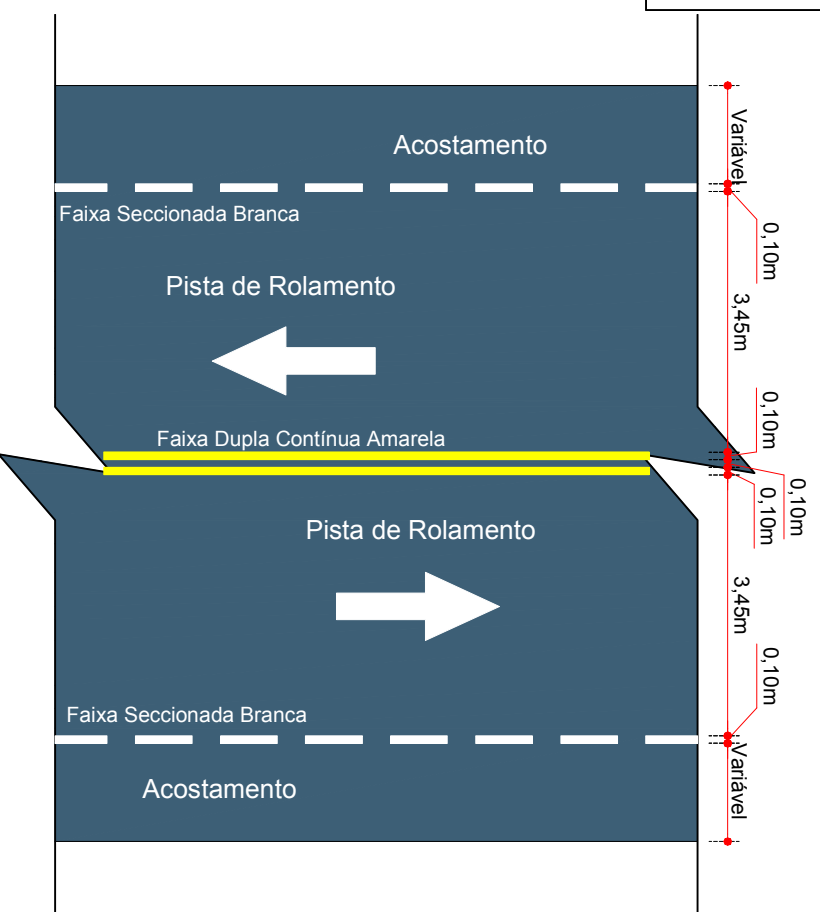 Acostamento
Variável
Faixa Seccionada Branca
0,10m
Pista de Rolamento
3,45m
0,10m
Faixa Dupla Contínua Amarela
0,10m
0,10m
Pista de Rolamento
3,45m
0,10m
Faixa Seccionada Branca
Variável
Acostamento